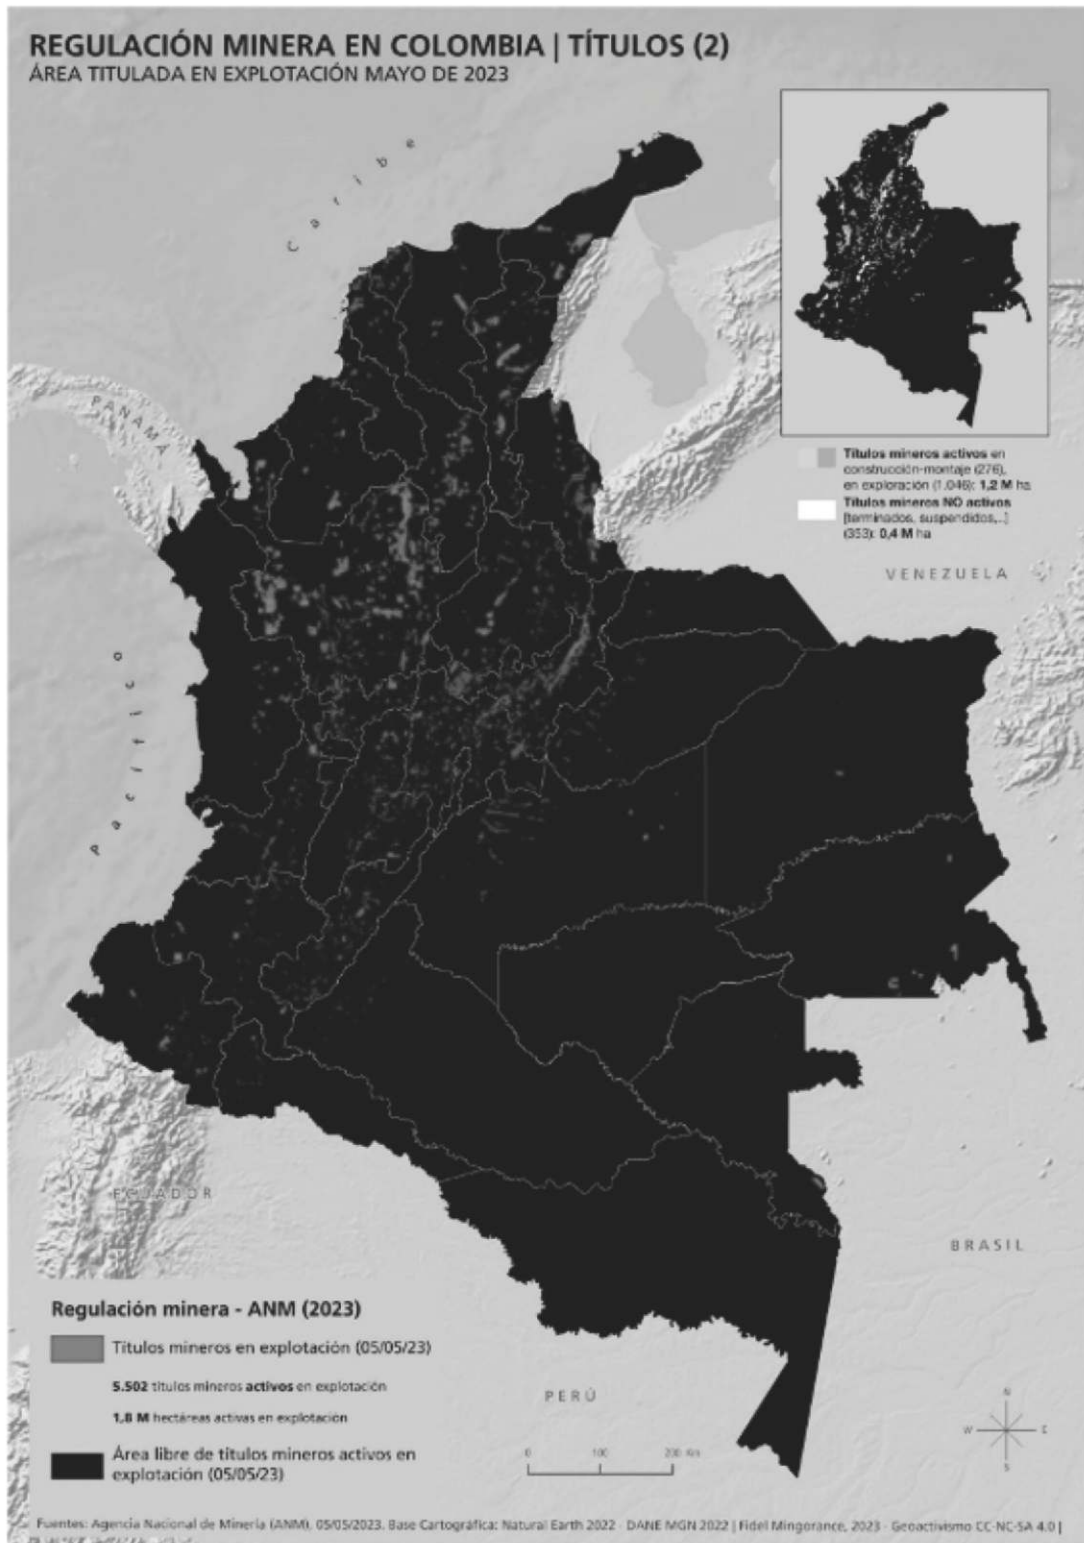 REGULACIÓN MINERA EN COLOMBIA | TÍTULOS (2)
ÁREA TITULADA EN EXPLOTACIÓN MAYO DE 2023
Caribe
PANAMÁ
Títulos mineros activos en
construcción-montaje (276),
en exploración (1.046): 1,2 M ha
Títulos mineros NO activos
[terminados, suspendidos,..]
(353): 0,4 M ha
VENEZUELA
Pacífico
ECUADOR
BRASIL
PERÚ
Regulación minera - ANM (2023)
Títulos mineros en explotación (05/05/23)
5.502 títulos mineros activos en explotación
1,8 M hectáreas activas en explotación
Área libre de títulos mineros activos en
explotación (05/05/23)
0 100 200 Km
N
W E
S
Fuentes: Agencia Nacional de Minería (ANM), 05/05/2023. Base Cartográfica: Natural Earth 2022 - DANE MGN 2022 | Fidel Mingorance, 2023 - Geoactivismo CC-NC-SA 4.0 |